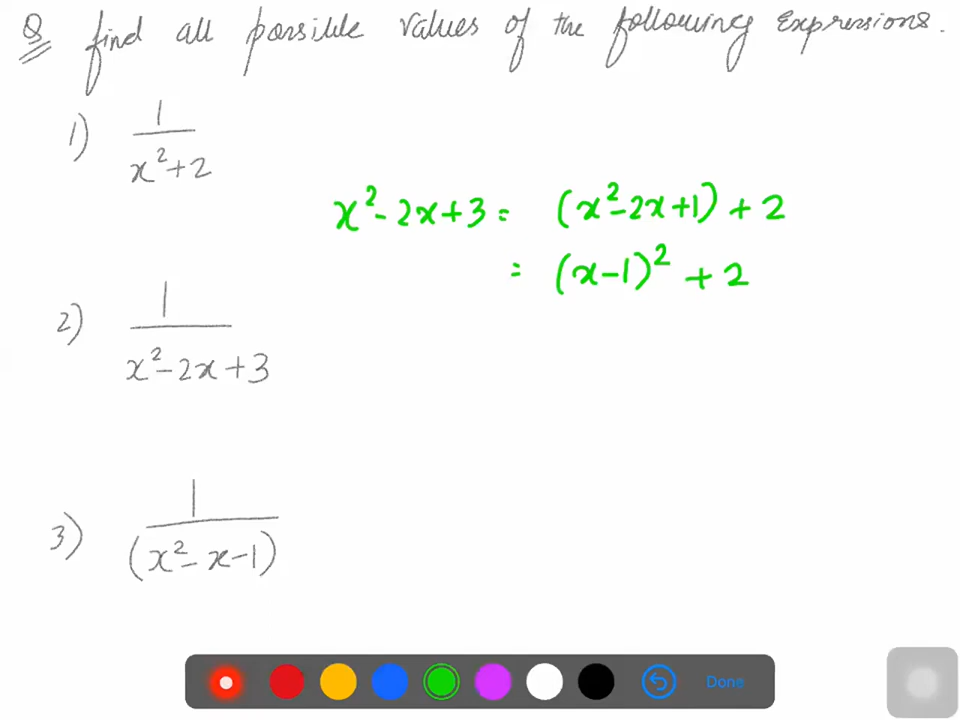 Q find all possible values of the following expressions.
1) 1/(x²+2)
x²-2x+3 = (x²-2x+1) + 2
= (x-1)² + 2
2) 1/(x²-2x+3)
3) 1/(x²-x-1)
Done